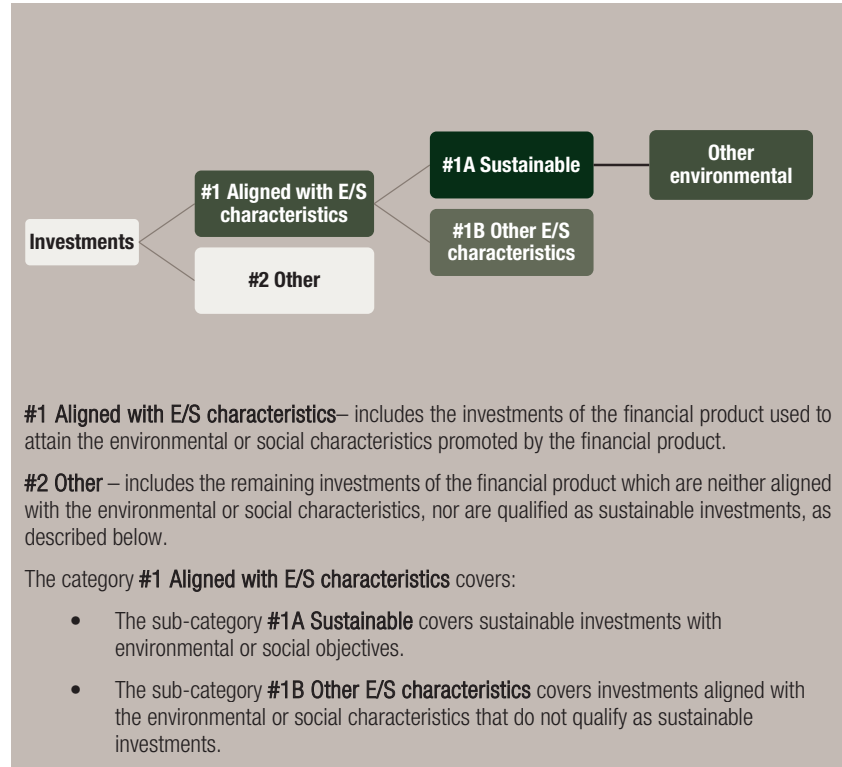 #1A Sustainable
Other
environmental
#1 Aligned with E/S
characteristics
#1B Other E/S
characteristics
Investments
#2 Other
#1 Aligned with E/S characteristics– includes the investments of the financial product used to
attain the environmental or social characteristics promoted by the financial product.
#2 Other – includes the remaining investments of the financial product which are neither aligned
with the environmental or social characteristics, nor are qualified as sustainable investments, as
described below.
The category #1 Aligned with E/S characteristics covers:
• The sub-category #1A Sustainable covers sustainable investments with
environmental or social objectives.
• The sub-category #1B Other E/S characteristics covers investments aligned with
the environmental or social characteristics that do not qualify as sustainable
investments.